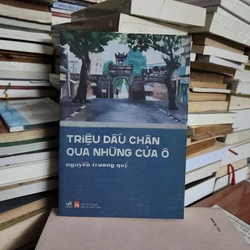 TRIỆU DẤU CHÂN
QUA NHỮNG CỬA Ô
nguyễn trương quý